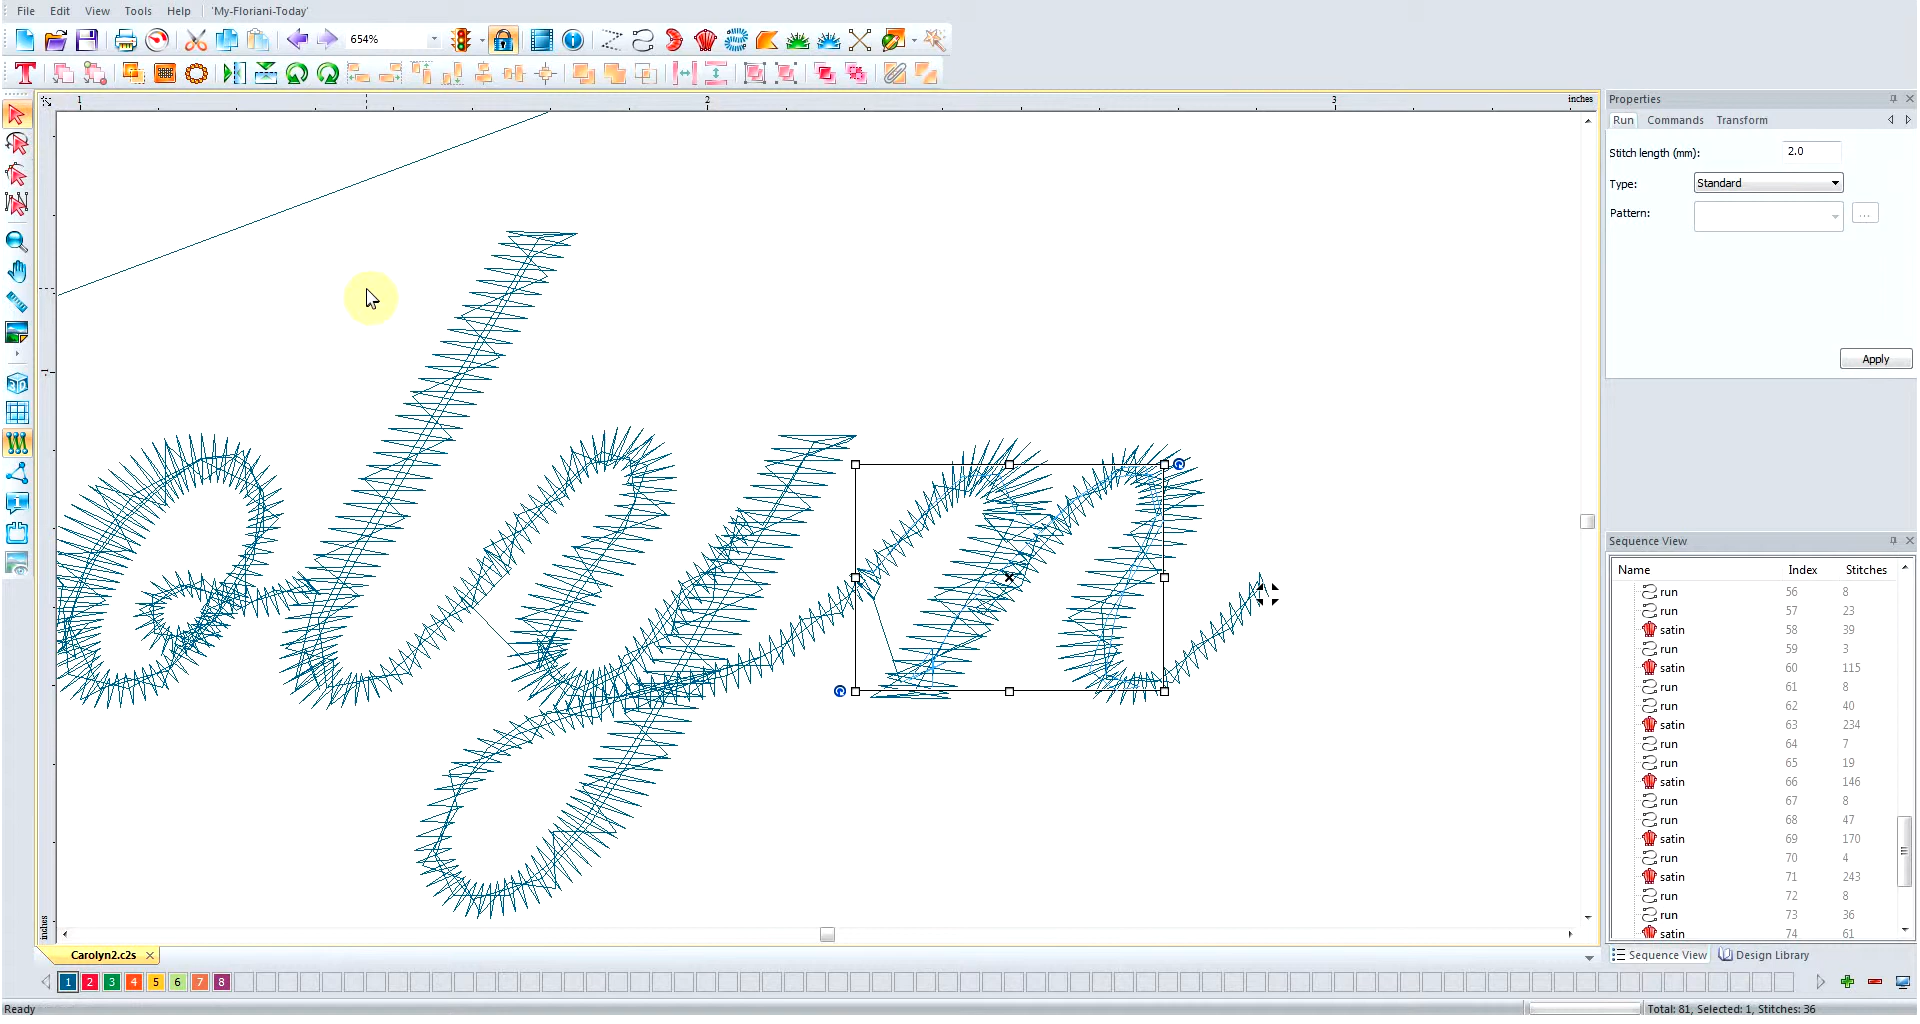 File Edit View Tools Help 'My-Floriani-Today'
654%
Properties
Run Commands Transform
Stitch length (mm): 2.0
Type: Standard
Pattern: ...
Apply
1 2 3 inches
-1
inches
Sequence View
Name Index Stitches
run 56 8
run 57 23
satin 58 39
run 59 3
satin 60 115
run 61 8
run 62 40
satin 63 234
run 64 7
run 65 19
satin 66 146
run 67 8
run 68 47
satin 69 170
run 70 4
satin 71 243
run 72 8
run 73 36
satin 74 61
Carolyn2.c2s
Sequence View Design Library
1 2 3 4 5 6 7 8
Ready
Total: 81, Selected: 1, Stitches: 36